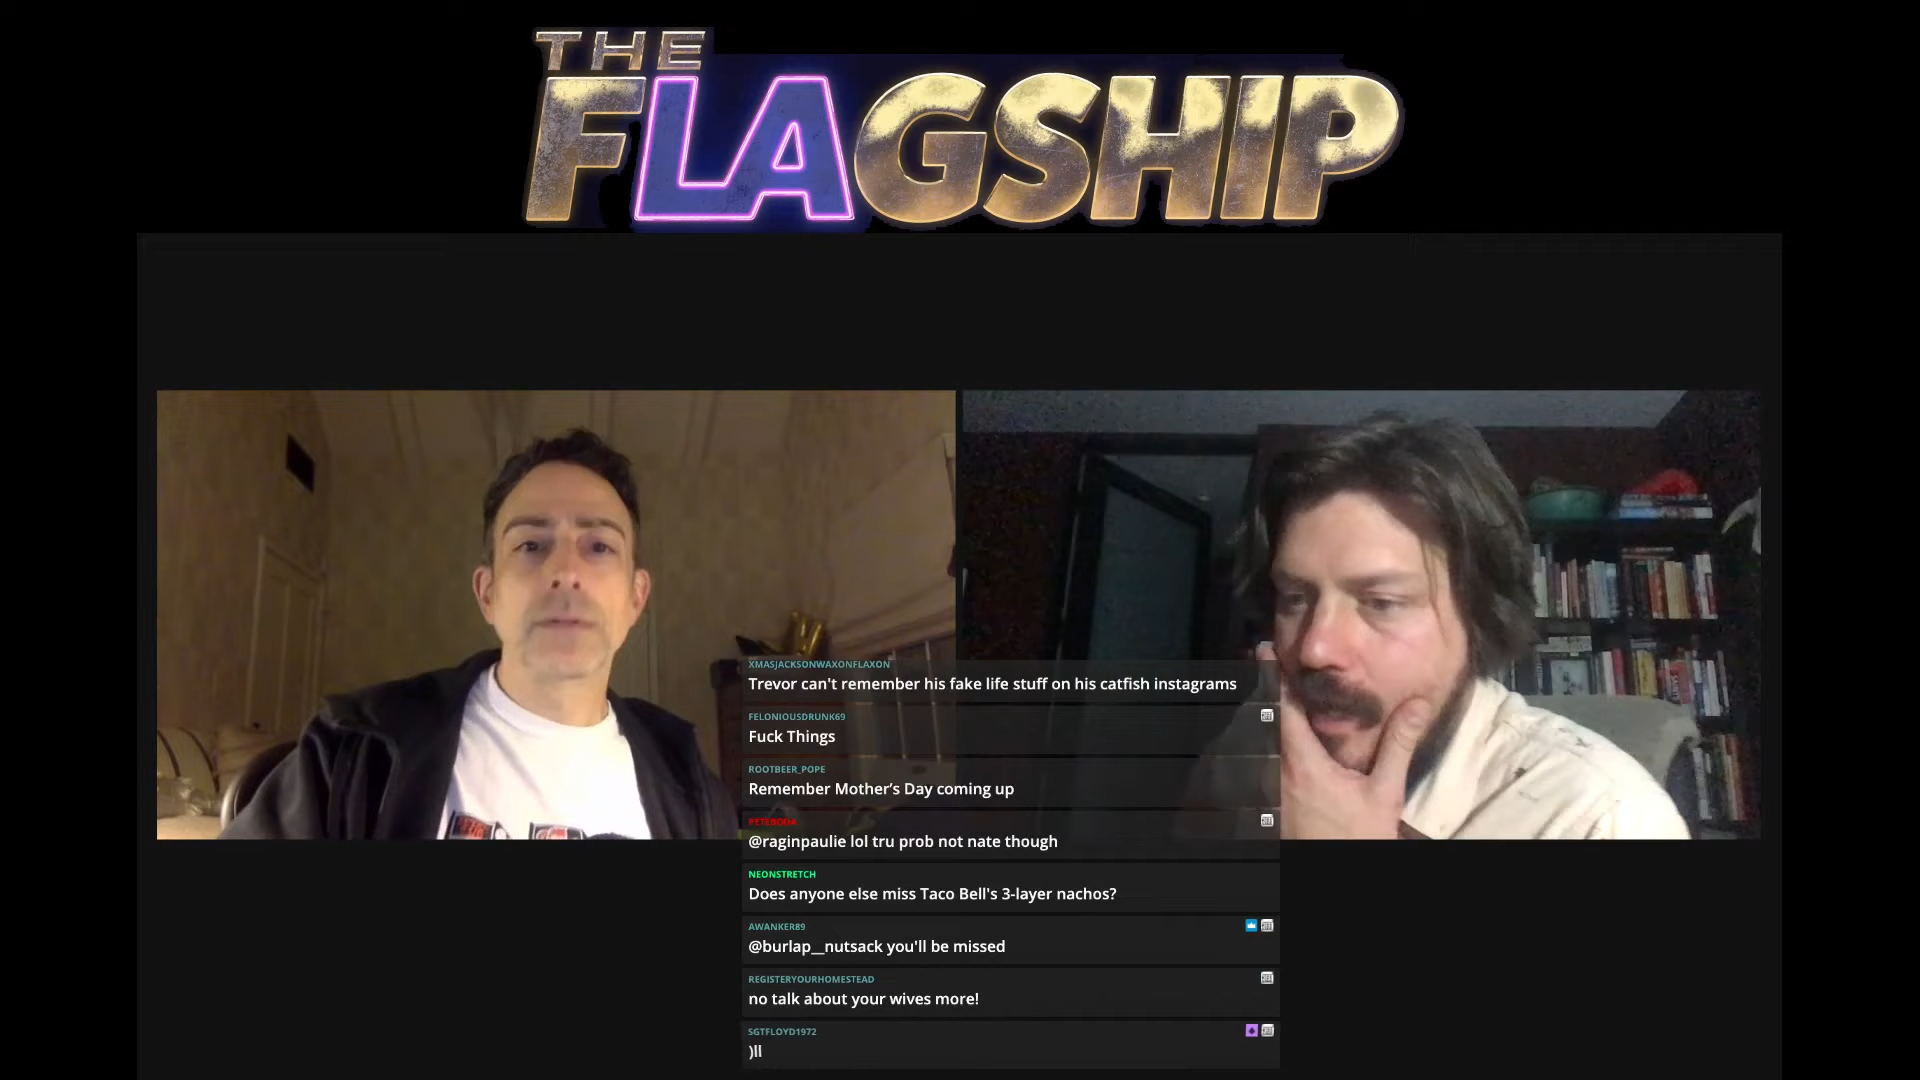 THE
FLAGSHIP
XMASJACKSONWAXONFLAXON
Trevor can't remember his fake life stuff on his catfish instagrams
FELONIOUSDRUNK69
Fuck Things
ROOTBEER_POPE
Remember Mother’s Day coming up
PETEBODA
@raginpaulie lol tru prob not nate though
NEONSTRETCH
Does anyone else miss Taco Bell's 3-layer nachos?
AWANKER89
@burlap__nutsack you'll be missed
REGISTERYOURHOMESTEAD
no talk about your wives more!
SGTFLOYD1972
)ll